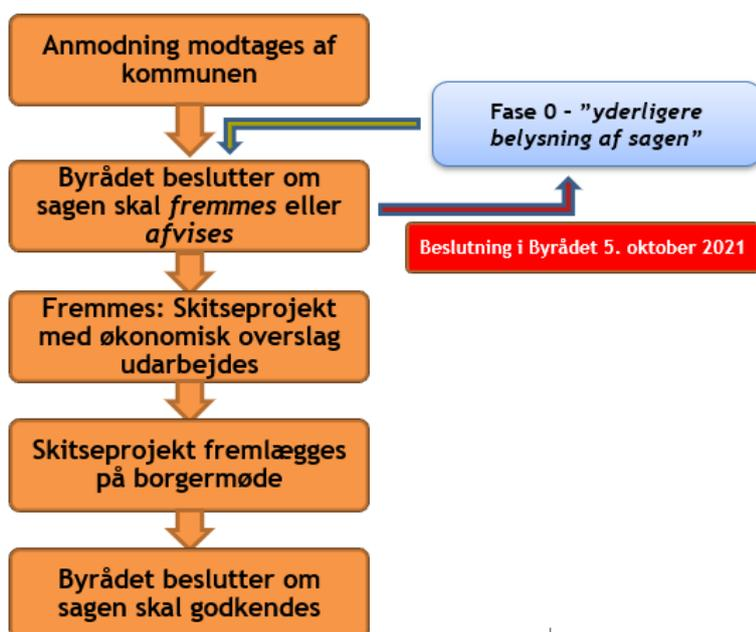 Anmodning modtages af
kommunen
Fase 0 - "yderligere
belysning af sagen"
Byrådet beslutter om
sagen skal fremmes eller
afvises
Beslutning i Byrådet 5. oktober 2021
Fremmes: Skitseprojekt
med økonomisk overslag
udarbejdes
Skitseprojekt fremlægges
på borgermøde
Byrådet beslutter om
sagen skal godkendes